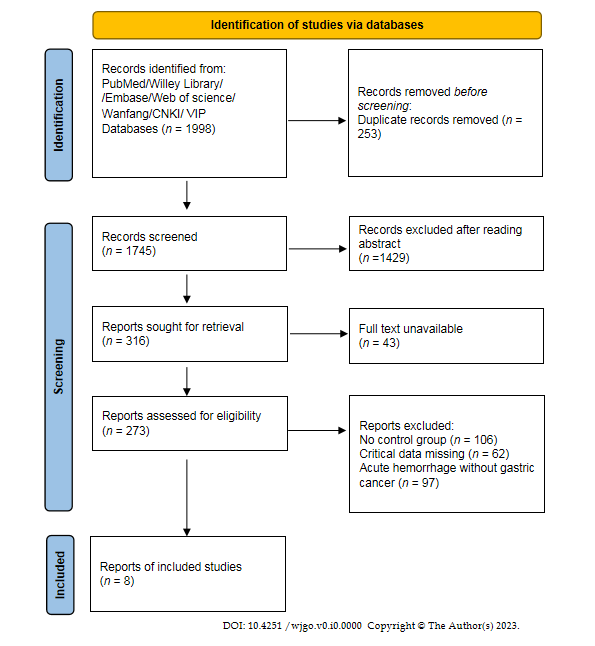 Identification of studies via databases
Identification
Records identified from:
PubMed/Willey Library/
/Embase/Web of science/
Wanfang/CNKI/ VIP
Databases (n = 1998)
Records removed before
screening:
Duplicate records removed (n =
253)
Screening
Records screened
(n = 1745)
Records excluded after reading
abstract
(n =1429)
Reports sought for retrieval
(n = 316)
Full text unavailable
(n = 43)
Reports assessed for eligibility
(n = 273)
Reports excluded:
No control group (n = 106)
Critical data missing (n = 62)
Acute hemorrhage without gastric
cancer (n = 97)
Included
Reports of included studies
(n = 8)
DOI: 10.4251 / wjgo.v0.i0.0000 Copyright © The Author(s) 2023.